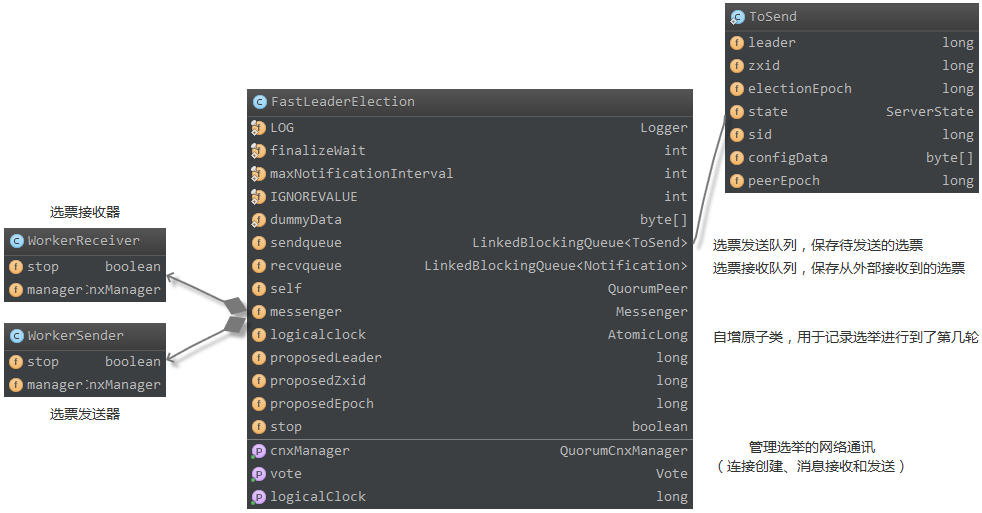 ToSend
leader long
zxid long
electionEpoch long
state ServerState
sid long
configData byte[]
peerEpoch long
FastLeaderElection
LOG Logger
finalizeWait int
maxNotificationInterval int
IGNOREVALUE int
dummyData byte[]
sendqueue LinkedBlockingQueue<ToSend>
recvqueue LinkedBlockingQueue<Notification>
self QuorumPeer
messenger Messenger
logicalclock AtomicLong
proposedLeader long
proposedZxid long
proposedEpoch long
stop boolean
cnxManager QuorumCnxManager
vote Vote
logicalClock long
选票接收器
WorkerReceiver
stop boolean
manager CnxManager
WorkerSender
stop boolean
manager CnxManager
选票发送器
选票发送队列，保存待发送的选票
选票接收队列，保存从外部接收到的选票
自增原子类，用于记录选举进行到了第几轮
管理选举的网络通讯
（连接创建、消息接收和发送）